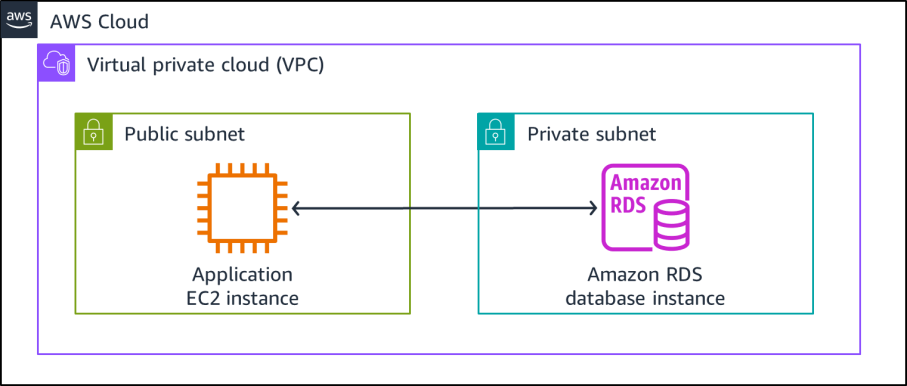 aws
AWS Cloud
Virtual private cloud (VPC)
Public subnet
Private subnet
Application
EC2 instance
Amazon
RDS
Amazon RDS
database instance